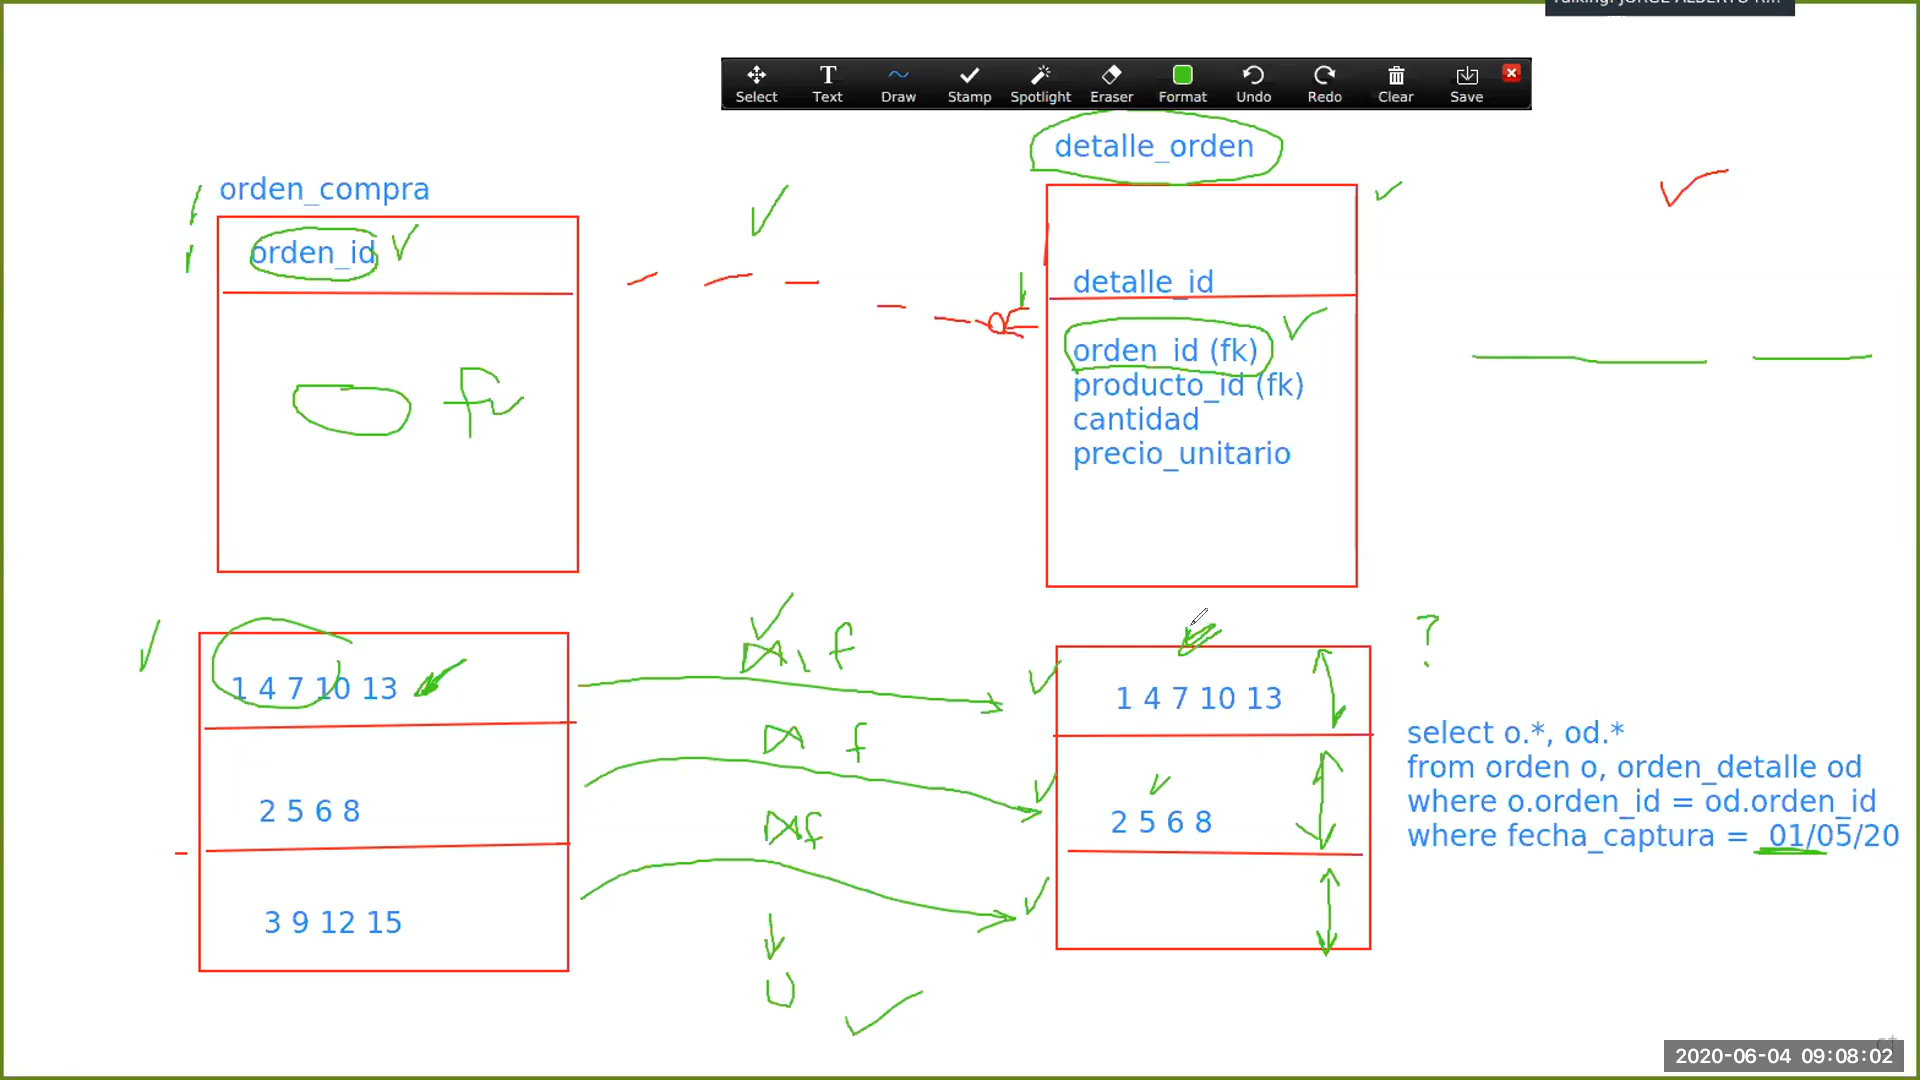 Select Text Draw Stamp Spotlight Eraser Format Undo Redo Clear Save
detalle_orden
orden_compra
orden_id
detalle_id
orden_id (fk)
producto_id (fk)
cantidad
precio_unitario
f
?
1 4 7 10 13
1 4 7 10 13
f
2 5 6 8
2 5 6 8
f
3 9 12 15
U
select o.*, od.*
from orden o, orden_detalle od
where o.orden_id = od.orden_id
where fecha_captura = 01/05/20
2020-06-04 09:08:02